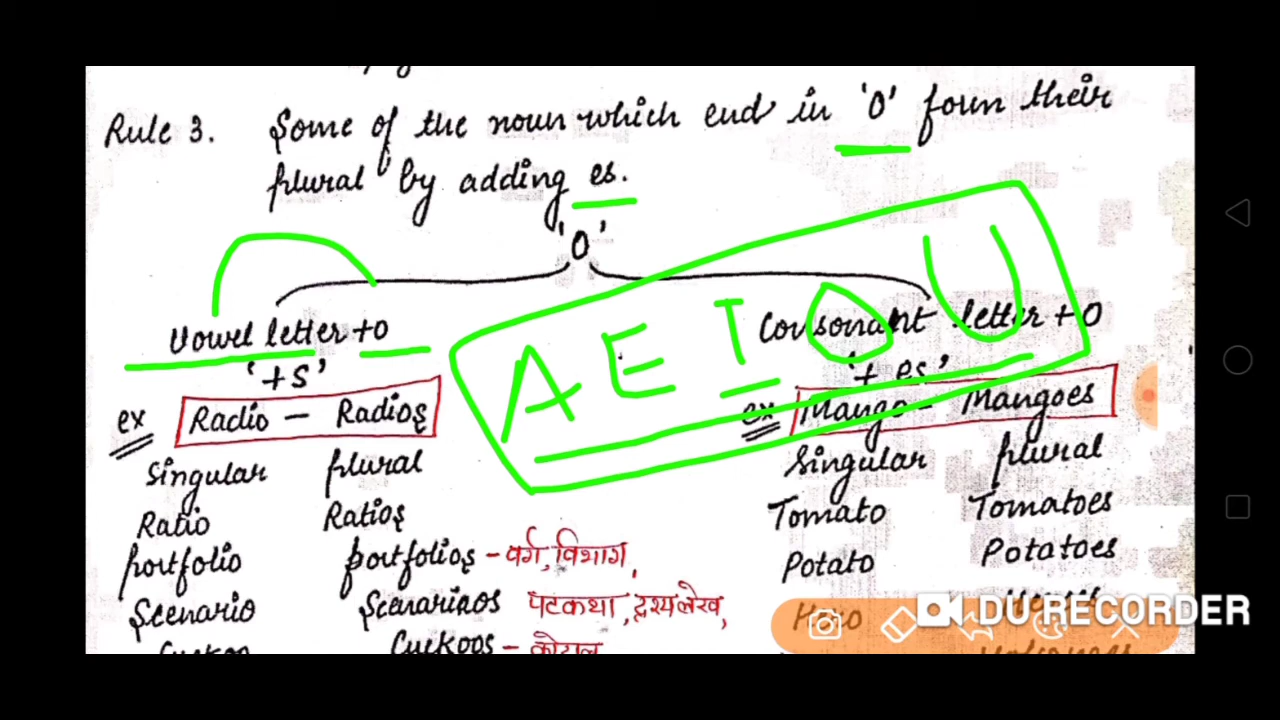 Rule 3. Some of the noun which end in 'O' form their
plural by adding es.
'O'
Vowel letter +o
'+S'
ex Radio – Radios
Singular plural
Ratio Ratios
portfolio portfolios – वर्ग, विभाग,
Scenario Scenariaos पटकथा, दृश्यलेख,
Cuckoos – कोयल
A E I O U
Consonant letter + O
'+ es'
ex Mango – Mangoes
Singular plural
Tomato Tomatoes
Potato Potatoes
Hero
DU RECORDER